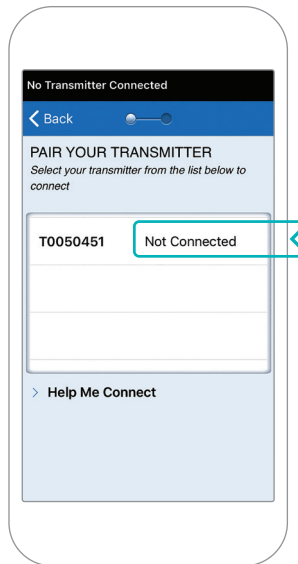 No Transmitter Connected
Back
PAIR YOUR TRANSMITTER
Select your transmitter from the list below to
connect
T0050451 Not Connected
Help Me Connect